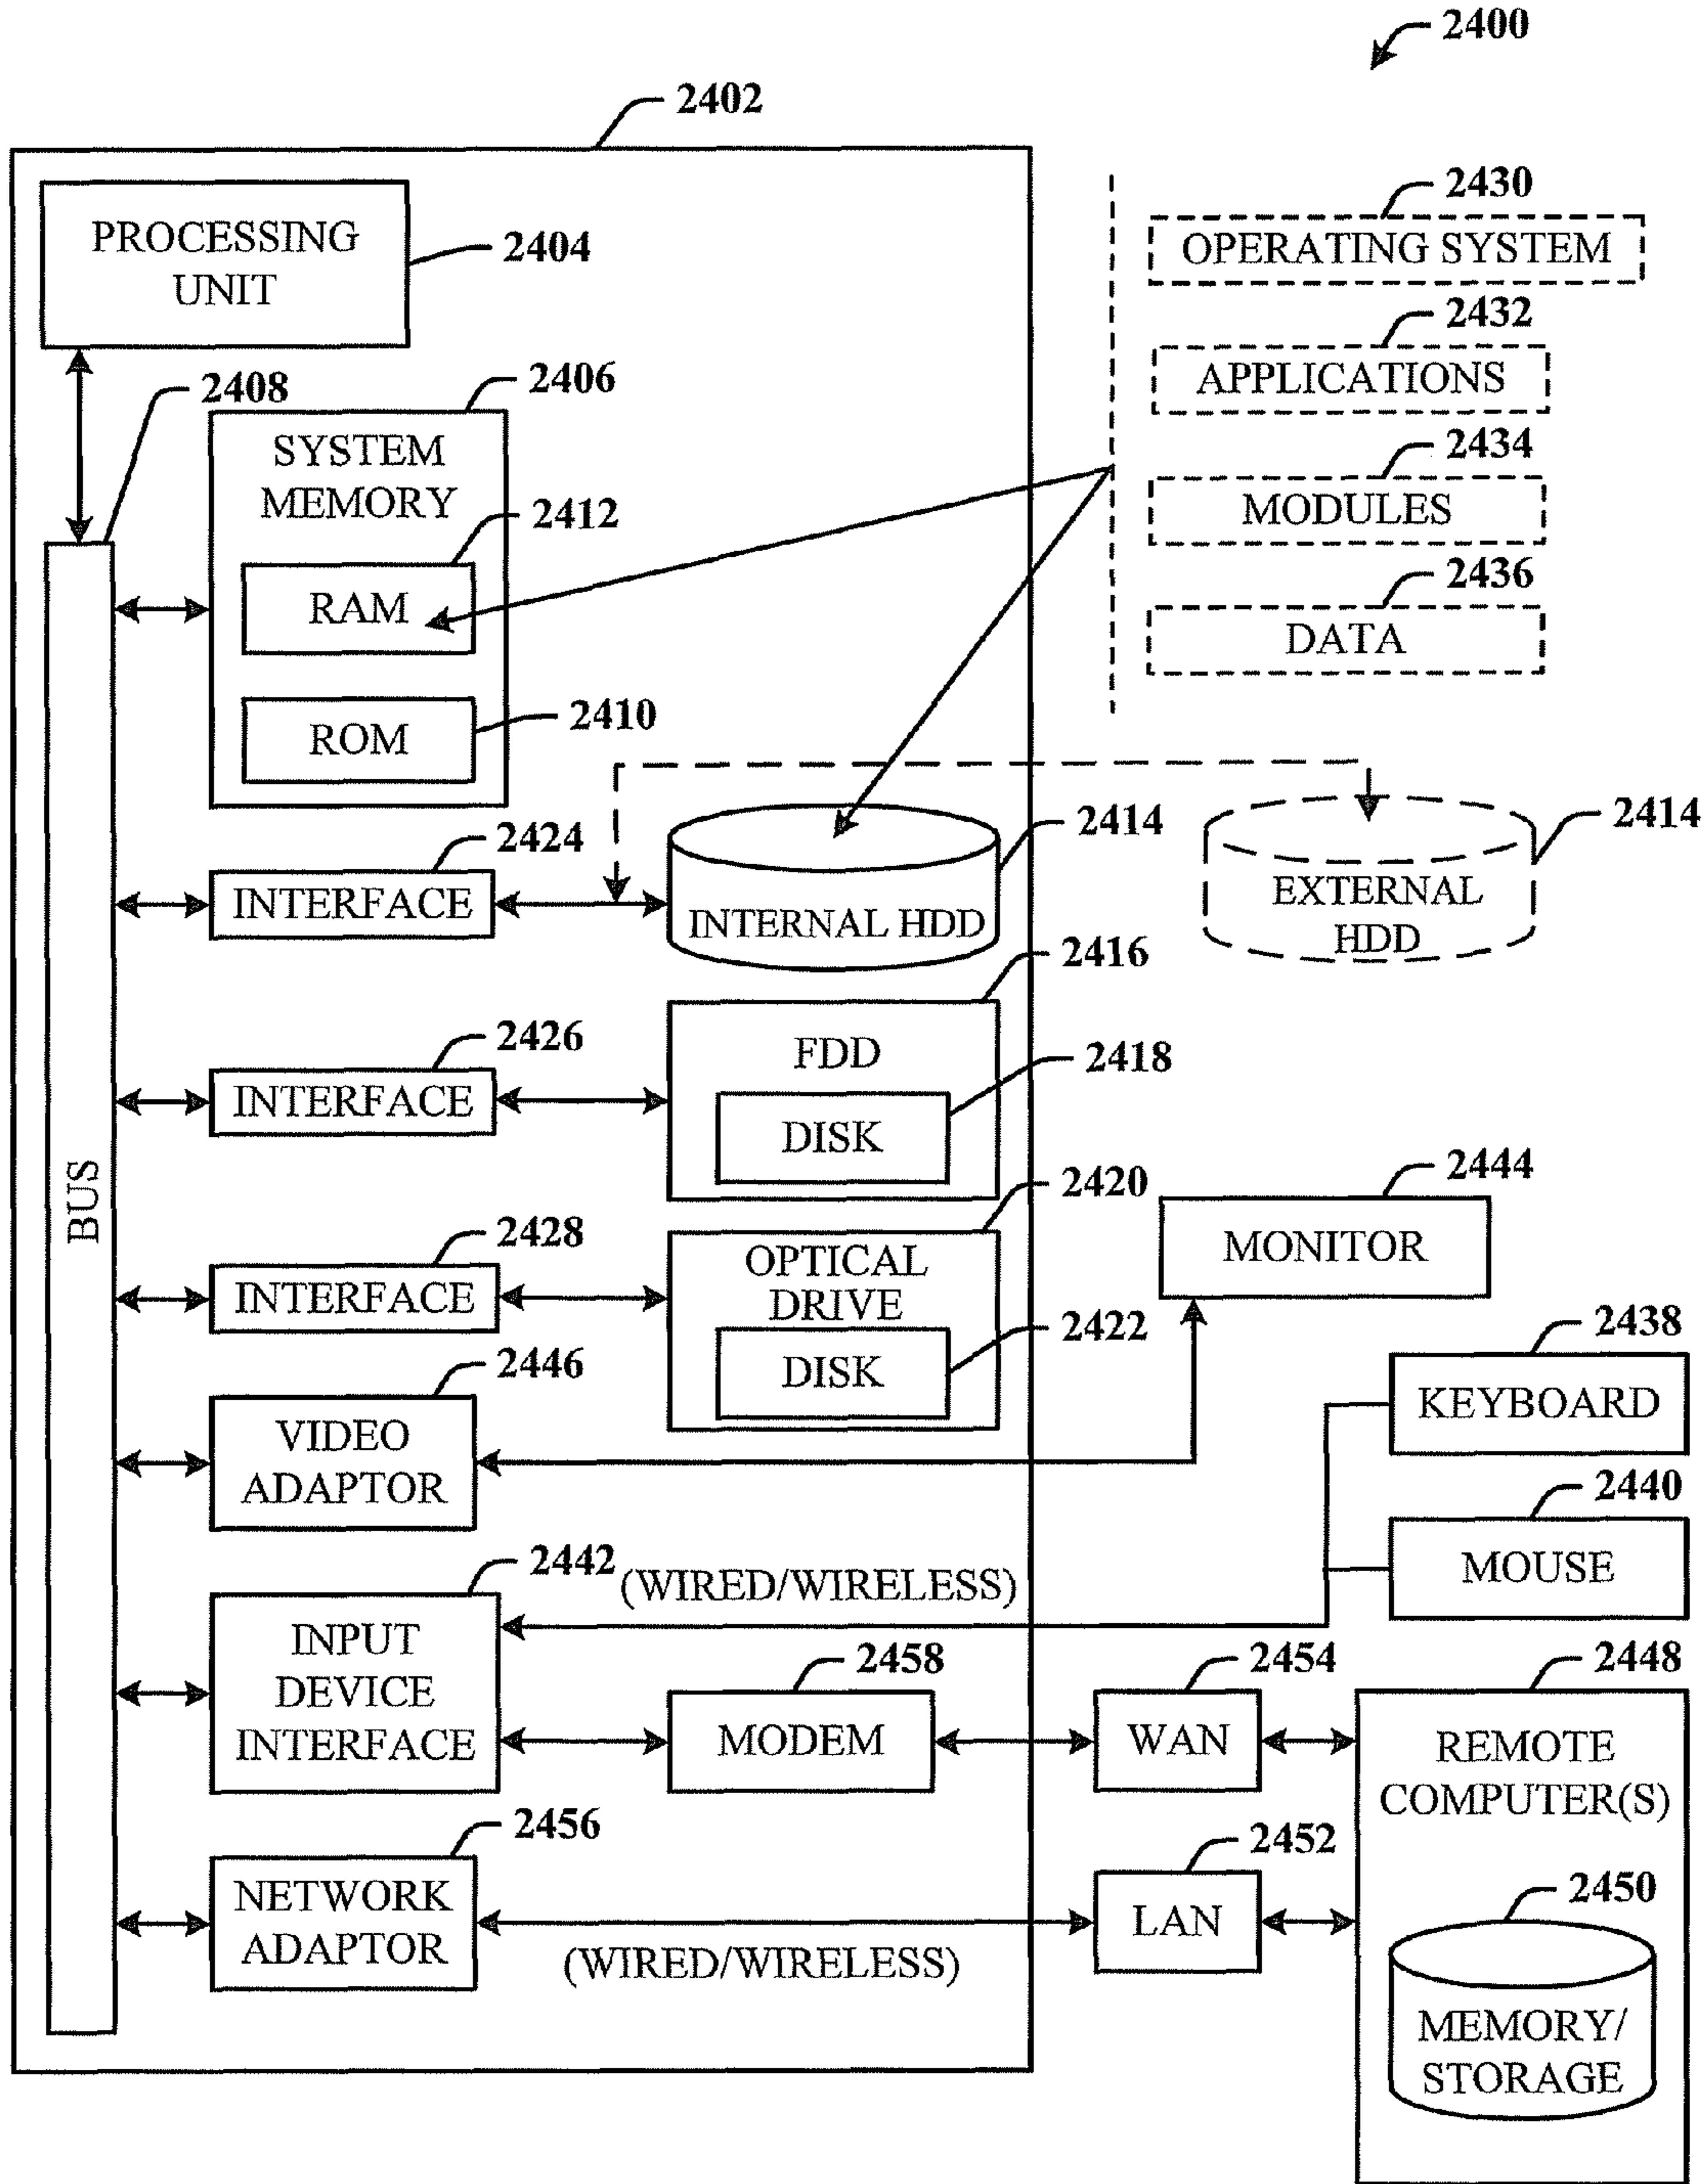 2400
2402
2430
PROCESSING
UNIT
2404
OPERATING SYSTEM
2432
APPLICATIONS
2408
2406
SYSTEM
MEMORY
2434
MODULES
2412
RAM
2436
DATA
2410
ROM
2424
INTERFACE
2414
INTERNAL HDD
2414
EXTERNAL
HDD
2416
FDD
2426
INTERFACE
2418
DISK
BUS
2420
2444
MONITOR
2428
INTERFACE
OPTICAL
DRIVE
2422
DISK
2438
KEYBOARD
2446
VIDEO
ADAPTOR
2440
MOUSE
2442
(WIRED/WIRELESS)
INPUT
DEVICE
INTERFACE
2458
MODEM
2454
WAN
2448
REMOTE
COMPUTER(S)
2456
NETWORK
ADAPTOR
(WIRED/WIRELESS)
2452
LAN
2450
MEMORY/
STORAGE